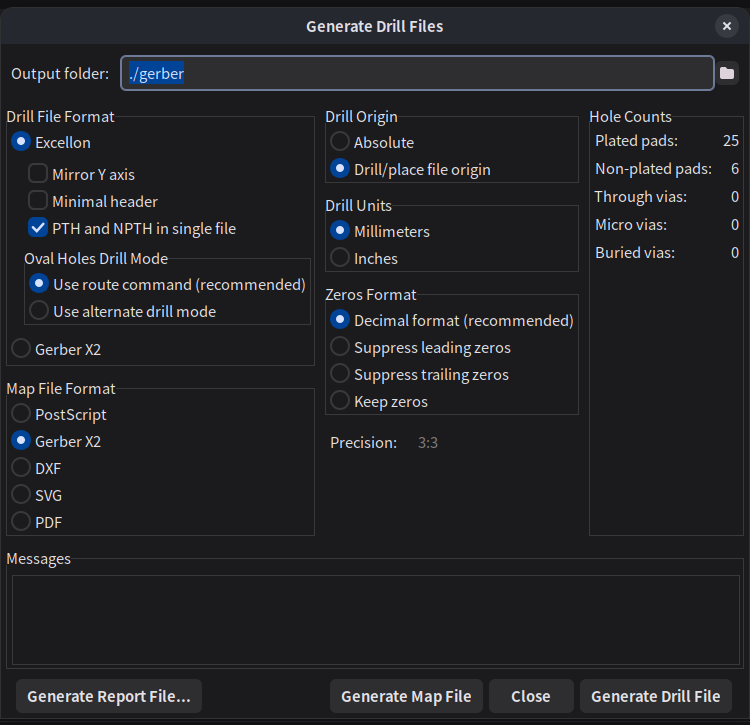 Generate Drill Files
Output folder: ./gerber
Drill File Format
Excellon
Mirror Y axis
Minimal header
PTH and NPTH in single file
Oval Holes Drill Mode
Use route command (recommended)
Use alternate drill mode
Gerber X2
Map File Format
PostScript
Gerber X2
DXF
SVG
PDF
Drill Origin
Absolute
Drill/place file origin
Drill Units
Millimeters
Inches
Zeros Format
Decimal format (recommended)
Suppress leading zeros
Suppress trailing zeros
Keep zeros
Precision: 3:3
Hole Counts
Plated pads: 25
Non-plated pads: 6
Through vias: 0
Micro vias: 0
Buried vias: 0
Messages
Generate Report File... Generate Map File Close Generate Drill File